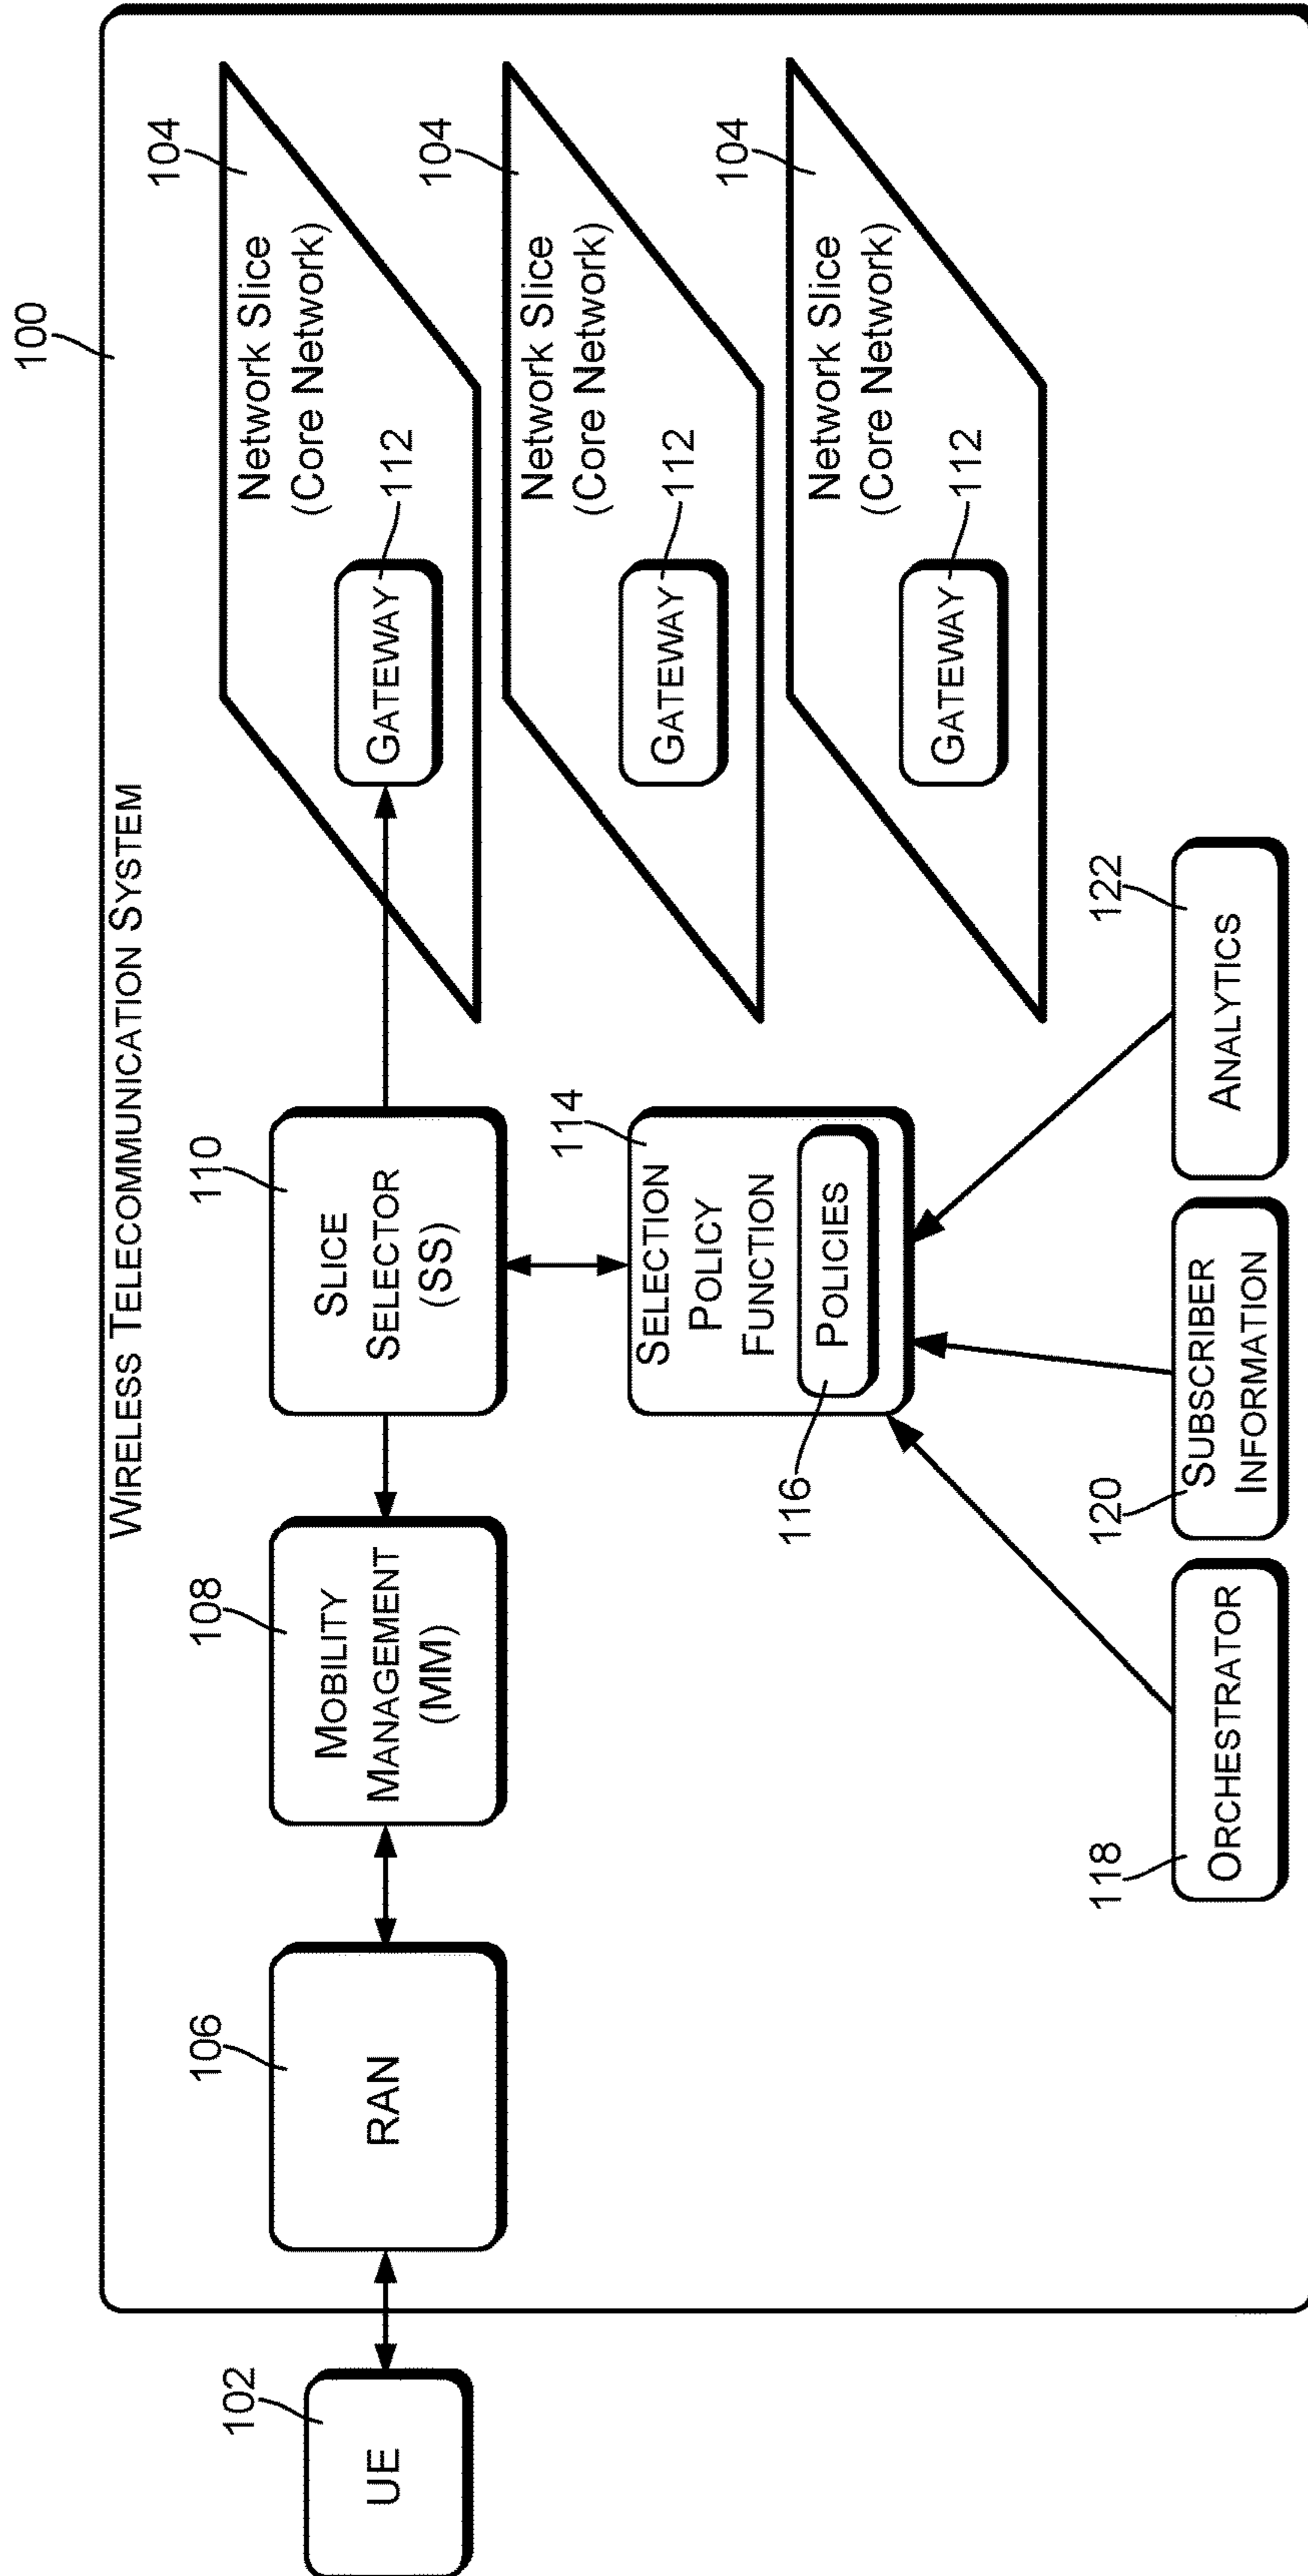 100
WIRELESS TELECOMMUNICATION SYSTEM
102
UE
106
RAN
108
MOBILITY
MANAGEMENT
(MM)
110
SLICE
SELECTOR
(SS)
104
Network Slice
(Core Network)
112
GATEWAY
104
Network Slice
(Core Network)
112
GATEWAY
104
Network Slice
(Core Network)
112
GATEWAY
114
SELECTION
POLICY
FUNCTION
116
POLICIES
118
ORCHESTRATOR
120
SUBSCRIBER
INFORMATION
122
ANALYTICS